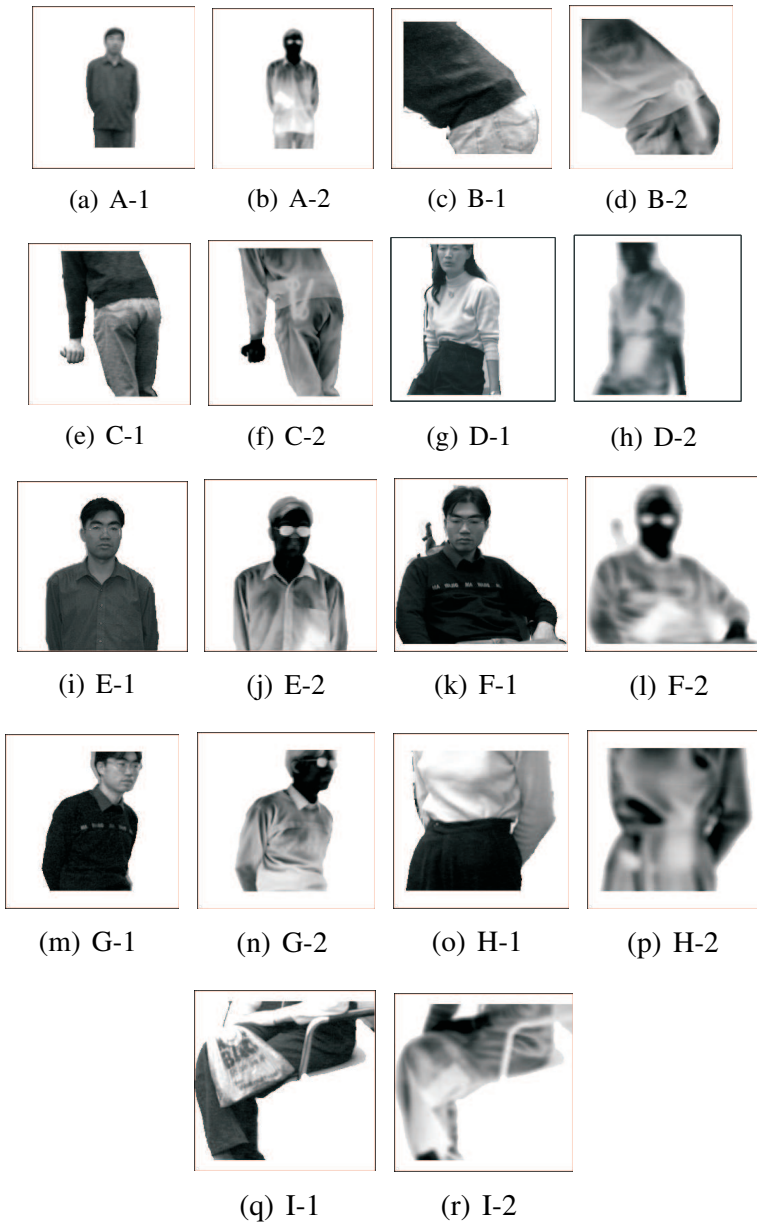 (a) A-1 (b) A-2 (c) B-1 (d) B-2
(e) C-1 (f) C-2 (g) D-1 (h) D-2
(i) E-1 (j) E-2 (k) F-1 (l) F-2
(m) G-1 (n) G-2 (o) H-1 (p) H-2
(q) I-1 (r) I-2